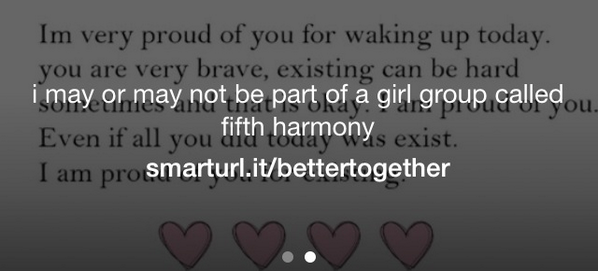 Im very proud of you for waking up today.
you are very brave, existing can be hard
sometimes and that is okay. I am proud of you.
Even if all you did today was exist.
I am proud of you for existing.
i may or may not be part of a girl group called
fifth harmony
smarturl.it/bettertogether